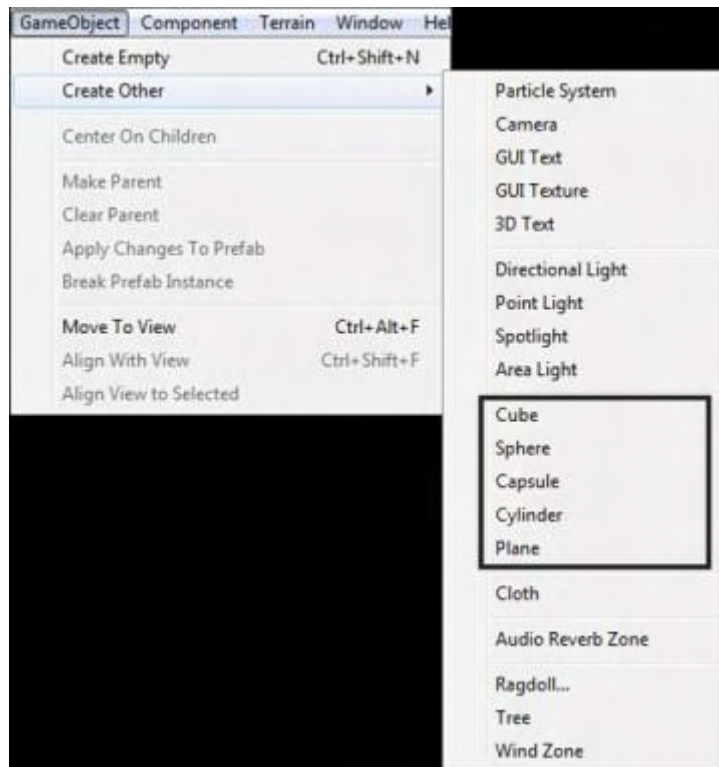 GameObject Component Terrain Window Hel
Create Empty Ctrl+Shift+N
Create Other
Center On Children
Make Parent
Clear Parent
Apply Changes To Prefab
Break Prefab Instance
Move To View Ctrl+Alt+F
Align With View Ctrl+Shift+F
Align View to Selected
Particle System
Camera
GUI Text
GUI Texture
3D Text
Directional Light
Point Light
Spotlight
Area Light
Cube
Sphere
Capsule
Cylinder
Plane
Cloth
Audio Reverb Zone
Ragdoll...
Tree
Wind Zone